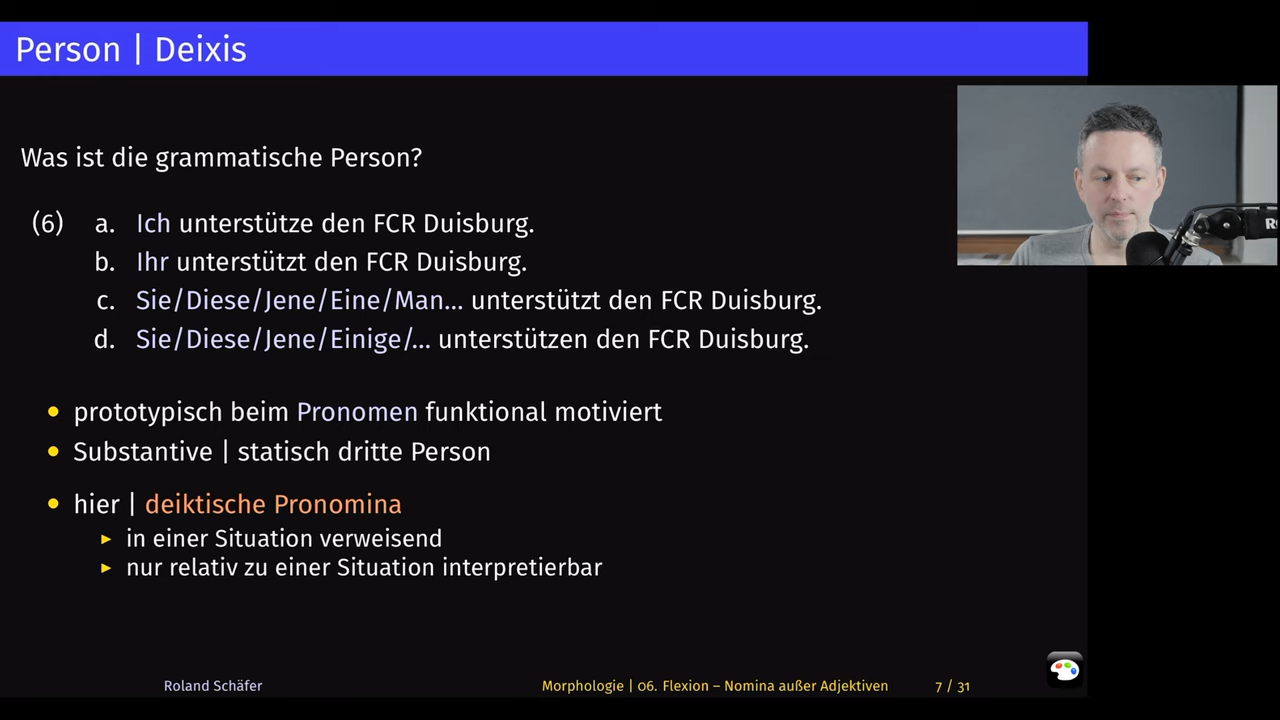 Person | Deixis
Was ist die grammatische Person?
(6) a. Ich unterstütze den FCR Duisburg.
b. Ihr unterstützt den FCR Duisburg.
c. Sie/Diese/Jene/Eine/Man... unterstützt den FCR Duisburg.
d. Sie/Diese/Jene/Einige/... unterstützen den FCR Duisburg.
• prototypisch beim Pronomen funktional motiviert
• Substantive | statisch dritte Person
• hier | deiktische Pronomina
▸ in einer Situation verweisend
▸ nur relativ zu einer Situation interpretierbar
Roland Schäfer Morphologie | 06. Flexion – Nomina außer Adjektiven 7 / 31